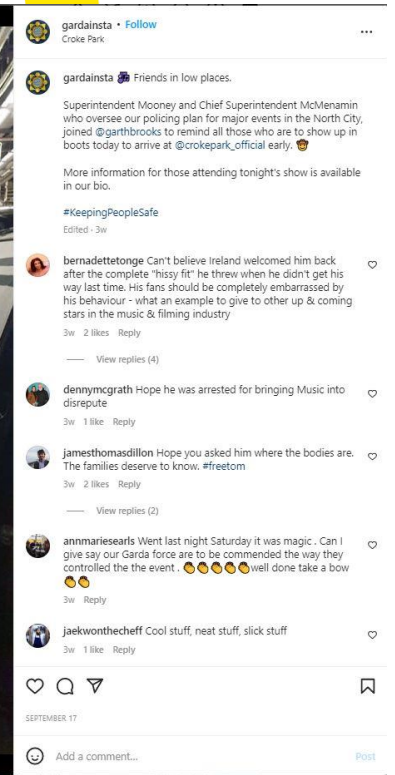 gardainsta • Follow
Croke Park
gardainsta 🎆 Friends in low places.
Superintendent Mooney and Chief Superintendent McMenamin
who oversee our policing plan for major events in the North City,
joined @garthbrooks to remind all those who are to show up in
boots today to arrive at @crokepark_official early. 🤠
More information for those attending tonight's show is available
in our bio.
#KeepingPeopleSafe
Edited · 3w
bernadettetonge Can't believe Ireland welcomed him back
after the complete "hissy fit" he threw when he didn't get his
way last time. His fans should be completely embarrassed by
his behaviour - what an example to give to other up & coming
stars in the music & filming industry
3w 2 likes Reply
View replies (4)
dennymcgrath Hope he was arrested for bringing Music into
disrepute
3w 1 like Reply
jamesthomasdillon Hope you asked him where the bodies are.
The families deserve to know. #freetom
3w 2 likes Reply
View replies (2)
annmariesearls Went last night Saturday it was magic . Can I
give say our Garda force are to be commended the way they
controlled the the event . 👏👏👏👏👏well done take a bow
👏👏
3w Reply
jaekwonthecheff Cool stuff, neat stuff, slick stuff
3w 1 like Reply
SEPTEMBER 17
Add a comment...
Post